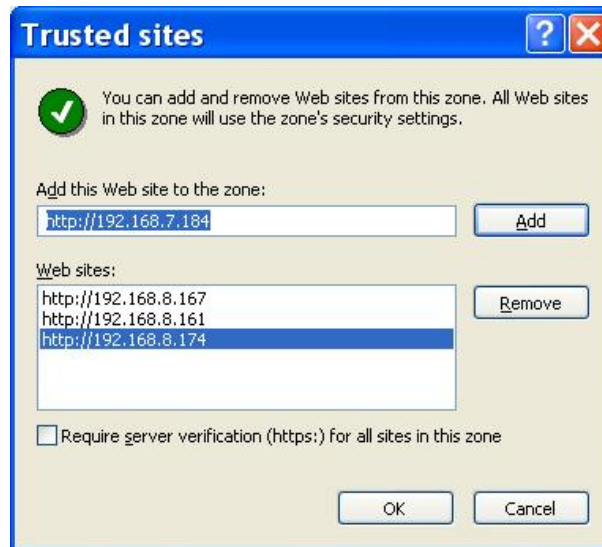 Trusted sites
?
You can add and remove Web sites from this zone. All Web sites
in this zone will use the zone's security settings.
Add this Web site to the zone:
http://192.168.7.184
Add
Web sites:
http://192.168.8.167
http://192.168.8.161
http://192.168.8.174
Remove
Require server verification (https:) for all sites in this zone
OK
Cancel